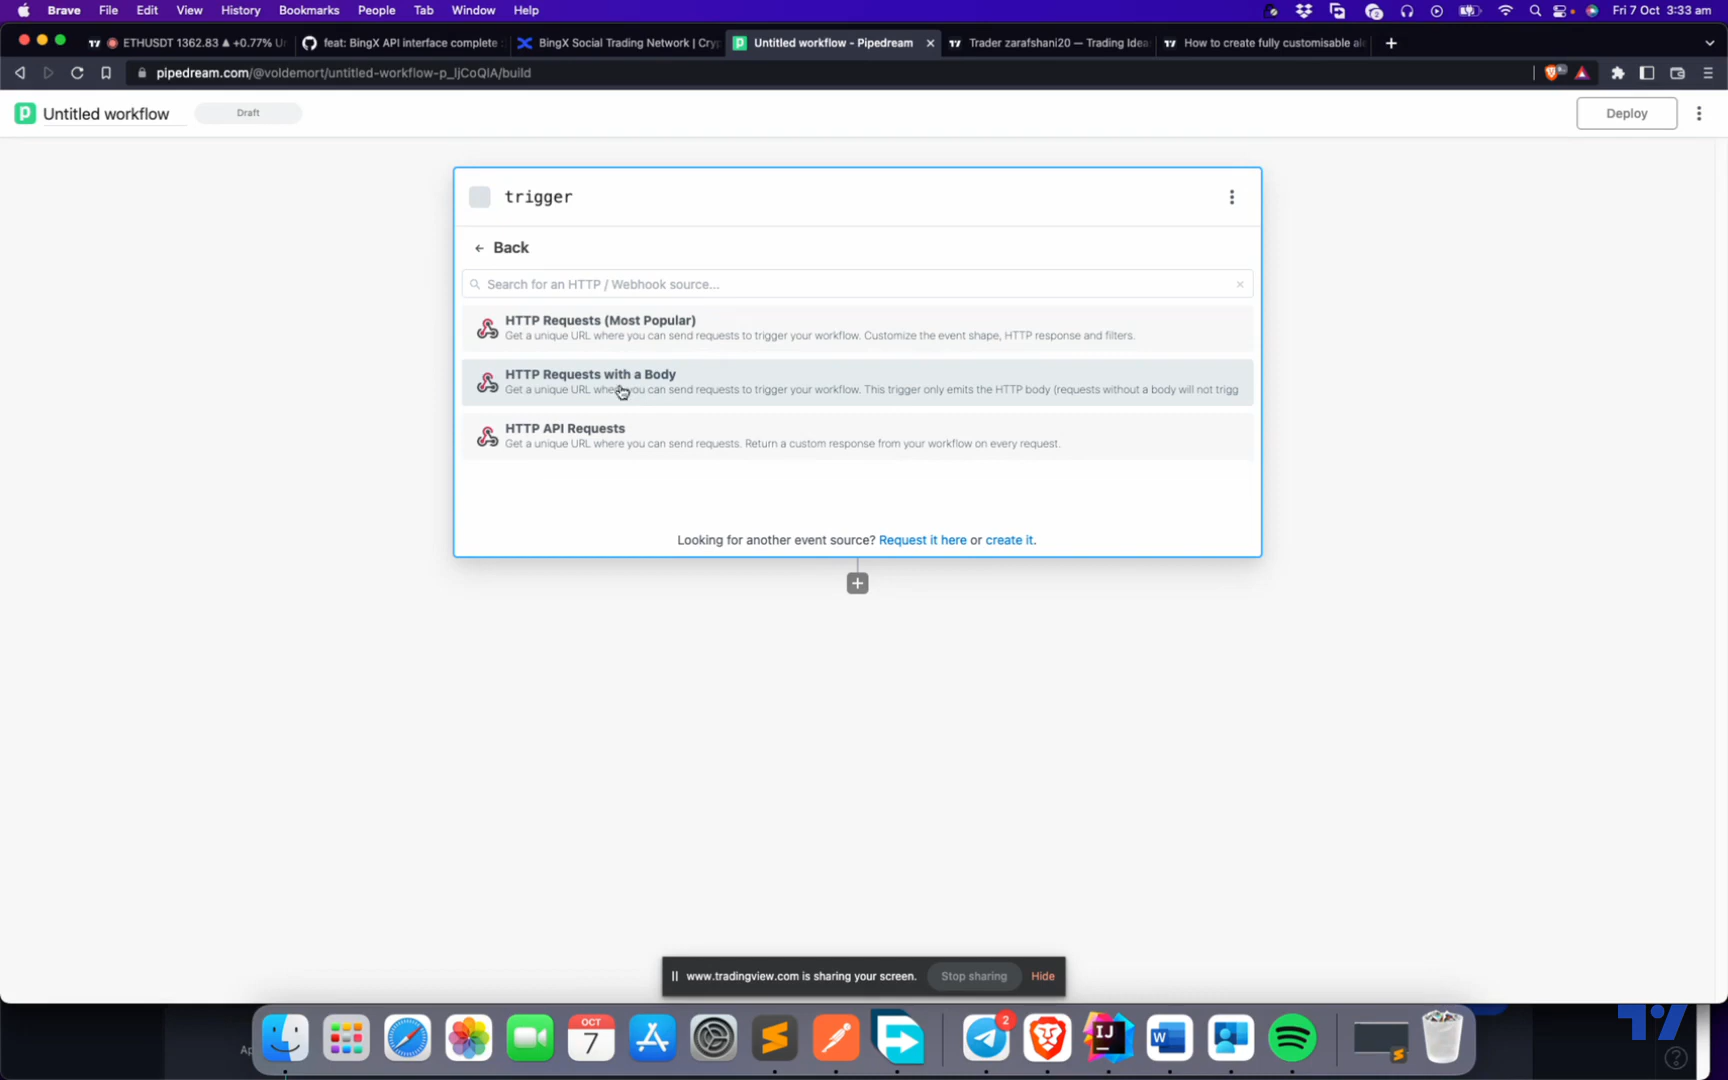 Brave File Edit View History Bookmarks People Tab Window Help 2 Fri 7 Oct 3:33 am
ETHUSDT 1362.83 ▲ +0.77% U feat: BingX API interface complete BingX Social Trading Network | Cry Untitled workflow - Pipedream Trader zarafshani20 — Trading Idea How to create fully customisable al
pipedream.com/@voldemort/untitled-workflow-p_ljCoQlA/build
Untitled workflow Draft Deploy
trigger
← Back
Search for an HTTP / Webhook source...
HTTP Requests (Most Popular)
Get a unique URL where you can send requests to trigger your workflow. Customize the event shape, HTTP response and filters.
HTTP Requests with a Body
Get a unique URL where you can send requests to trigger your workflow. This trigger only emits the HTTP body (requests without a body will not trigg
HTTP API Requests
Get a unique URL where you can send requests. Return a custom response from your workflow on every request.
Looking for another event source? Request it here or create it.
www.tradingview.com is sharing your screen. Stop sharing Hide
OCT
7
2
IJ
W
Ap